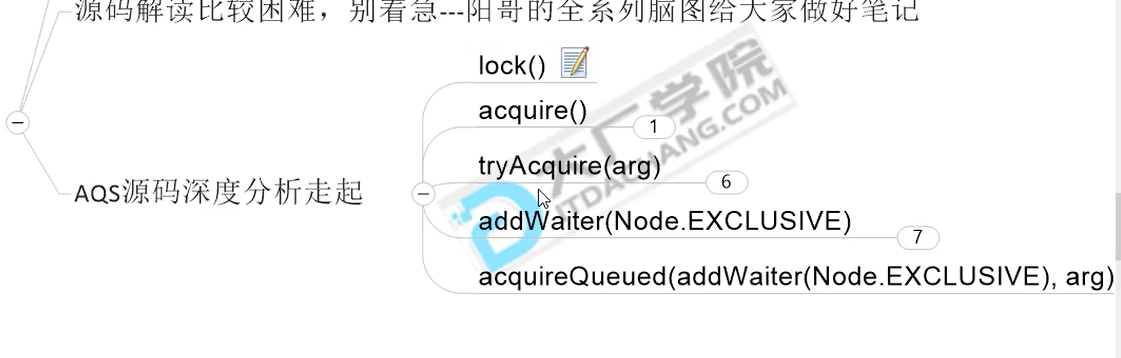 源码解读比较困难，别着急---阳哥的全系列脑图给大家做好笔记
lock()
acquire()
1
tryAcquire(arg)
6
AQS源码深度分析走起
addWaiter(Node.EXCLUSIVE)
7
acquireQueued(addWaiter(Node.EXCLUSIVE), arg)
大厂学院
ITDACHANG.COM